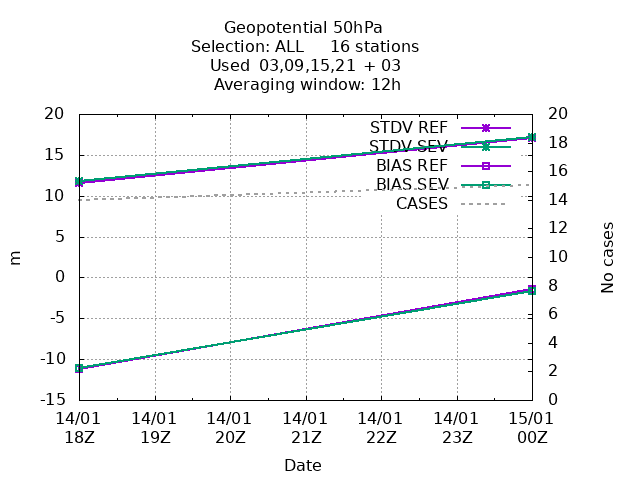 Geopotential 50hPa
Selection: ALL 16 stations
Used 03,09,15,21 + 03
Averaging window: 12h
STDV REF
STDV SEV
BIAS REF
BIAS SEV
CASES
20
15
10
5
0
-5
-10
-15
m
20
18
16
14
12
10
8
6
4
2
0
No cases
14/01 14/01 14/01 14/01 14/01 14/01 15/01
18Z 19Z 20Z 21Z 22Z 23Z 00Z
Date